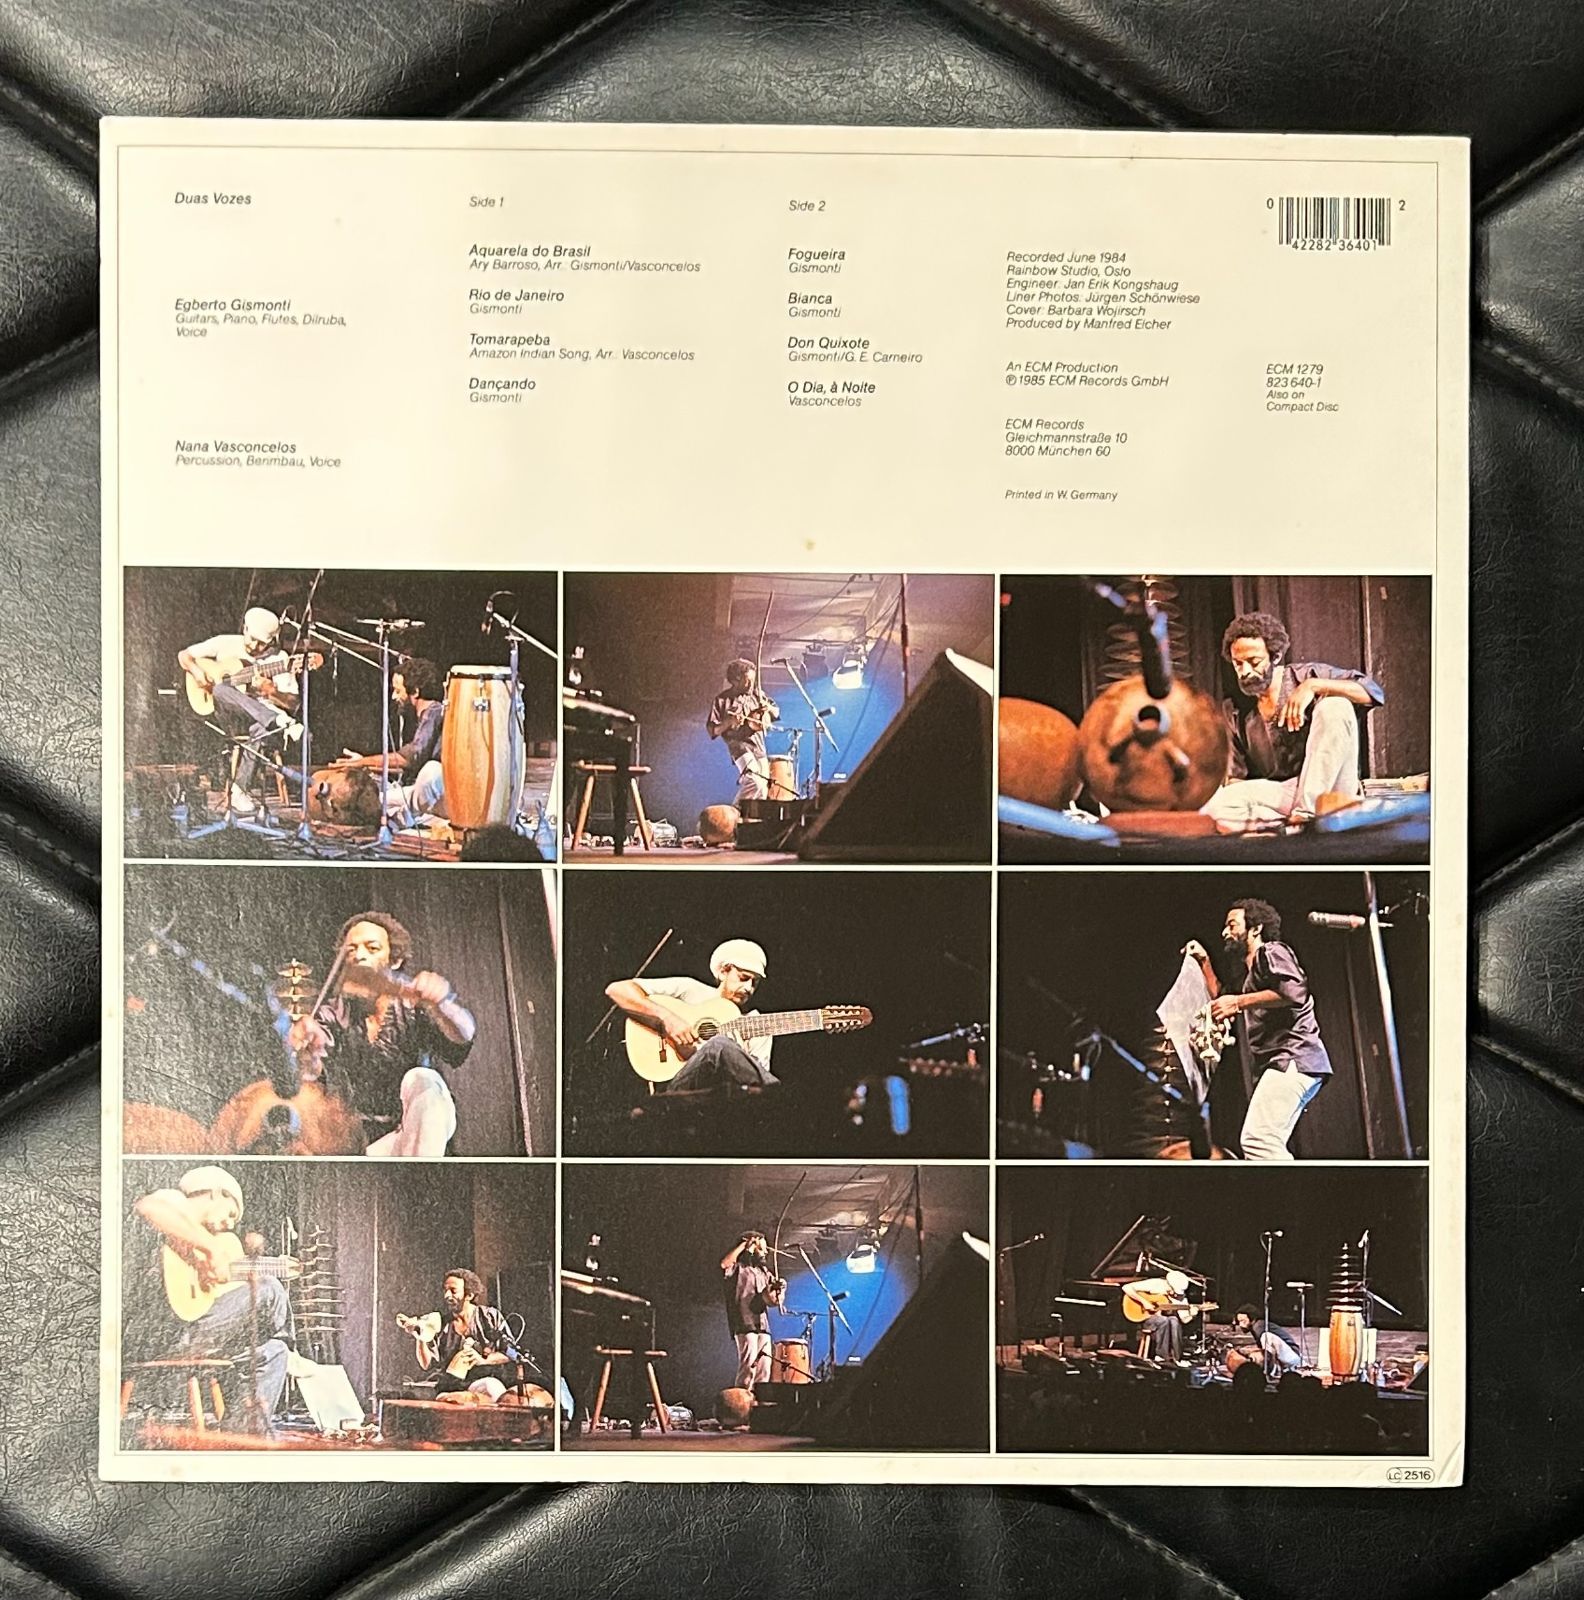 Duas Vozes
Egberto Gismonti
Guitars, Piano, Flutes, Dilruba,
Voice
Nana Vasconcelos
Percussion, Berimbau, Voice
Side 1
Aquarela do Brasil
Ary Barroso, Arr.: Gismonti/Vasconcelos
Rio de Janeiro
Gismonti
Tomarapeba
Amazon Indian Song, Arr.: Vasconcelos
Dançando
Gismonti
Side 2
Fogueira
Gismonti
Bianca
Gismonti
Don Quixote
Gismonti/G. E. Carneiro
O Dia, à Noite
Vasconcelos
Recorded June 1984
Rainbow Studio, Oslo
Engineer: Jan Erik Kongshaug
Liner Photos: Jürgen Schönwiese
Cover: Barbara Wojirsch
Produced by Manfred Eicher
An ECM Production
℗ 1985 ECM Records GmbH
ECM Records
Gleichmannstraße 10
8000 München 60
Printed in W. Germany
0 42282 36401 2
ECM 1279
823 640-1
Also on
Compact Disc
LC 2516